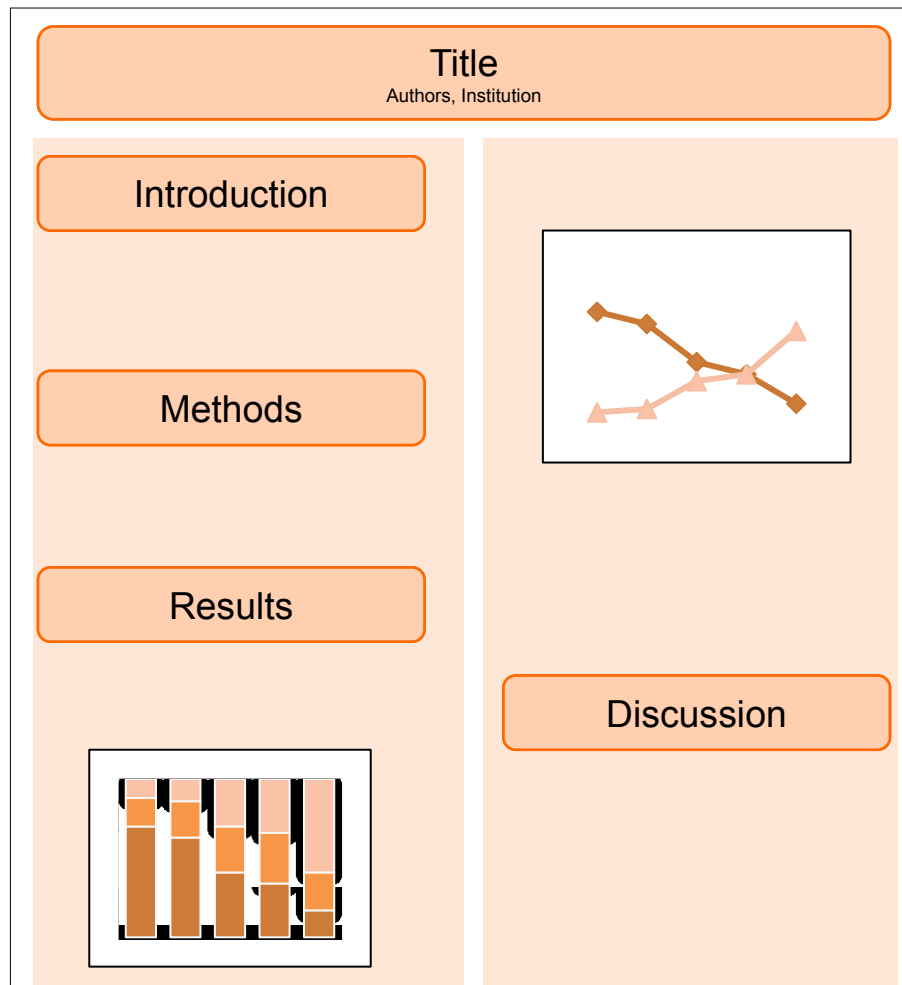 Title
Authors, Institution
Introduction
Methods
Results
Discussion